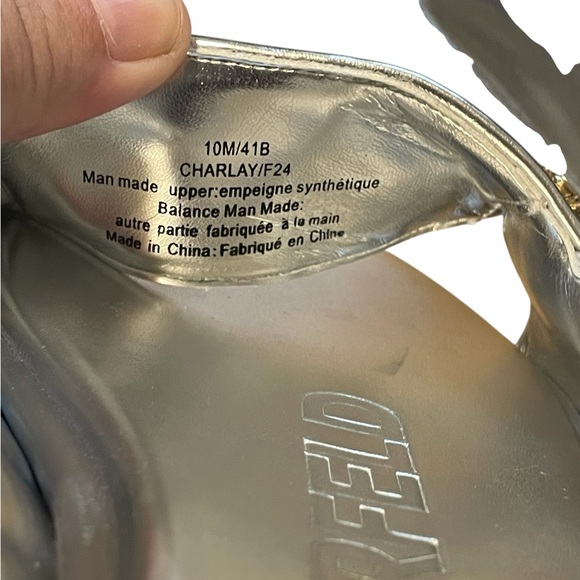 10M/41B
CHARLAY/F24
Man made upper:empeigne synthétique
Balance Man Made:
autre partie fabriquée à la main
Made in China: Fabriqué en Chine
RFELD